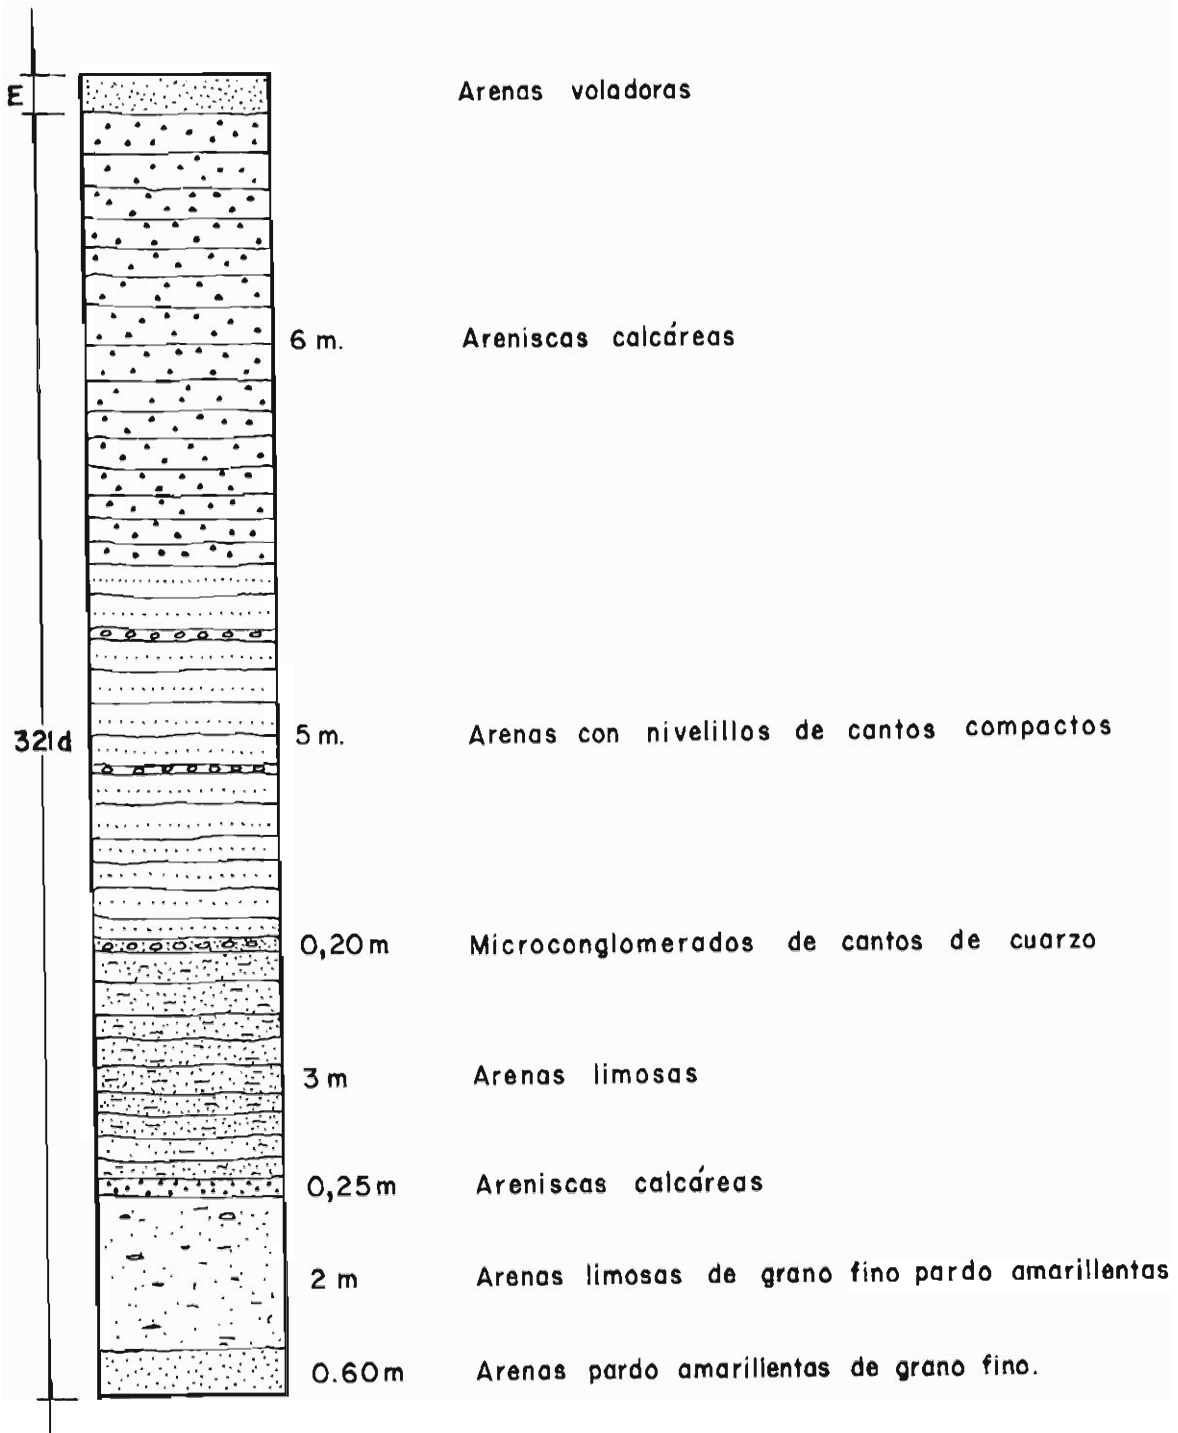 E Arenas voladoras
6 m. Areniscas calcáreas
321d 5 m. Arenas con nivelillos de cantos compactos
0,20 m Microconglomerados de cantos de cuarzo
3 m Arenas limosas
0,25 m Areniscas calcáreas
2 m Arenas limosas de grano fino pardo amarillentas
0.60 m Arenas pardo amarillentas de grano fino.